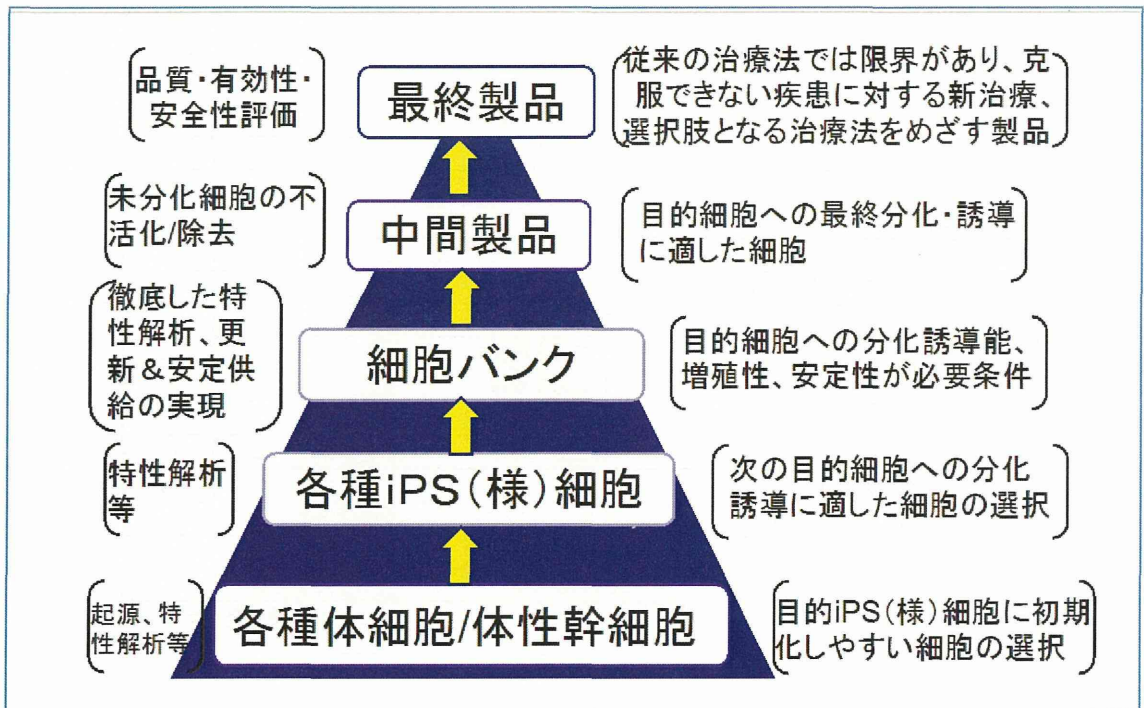 品質・有効性・
安全性評価
最終製品
従来の治療法では限界があり、克
服できない疾患に対する新治療、
選択肢となる治療法をめざす製品
未分化細胞の不
活化/除去
中間製品
目的細胞への最終分化・誘導
に適した細胞
徹底した特
性解析、更
新＆安定供
給の実現
細胞バンク
目的細胞への分化誘導能、
増殖性、安定性が必要条件
特性解析
等
各種iPS(様)細胞
次の目的細胞への分化
誘導に適した細胞の選択
起源、特
性解析等
各種体細胞/体性幹細胞
目的iPS(様)細胞に初期
化しやすい細胞の選択